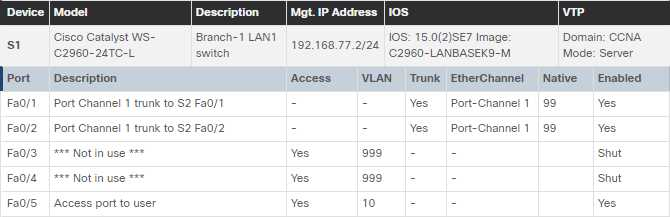 Device Model Description Mgt. IP Address IOS VTP
S1 Cisco Catalyst WS-C2960-24TC-L Branch-1 LAN1 switch 192.168.77.2/24 IOS: 15.0(2)SE7 Image: C2960-LANBASEK9-M Domain: CCNA Mode: Server
Port Description Access VLAN Trunk EtherChannel Native Enabled
Fa0/1 Port Channel 1 trunk to S2 Fa0/1 - - Yes Port-Channel 1 99 Yes
Fa0/2 Port Channel 1 trunk to S2 Fa0/2 - - Yes Port-Channel 1 99 Yes
Fa0/3 *** Not in use *** Yes 999 - - Shut
Fa0/4 *** Not in use *** Yes 999 - - Shut
Fa0/5 Access port to user Yes 10 - - Yes